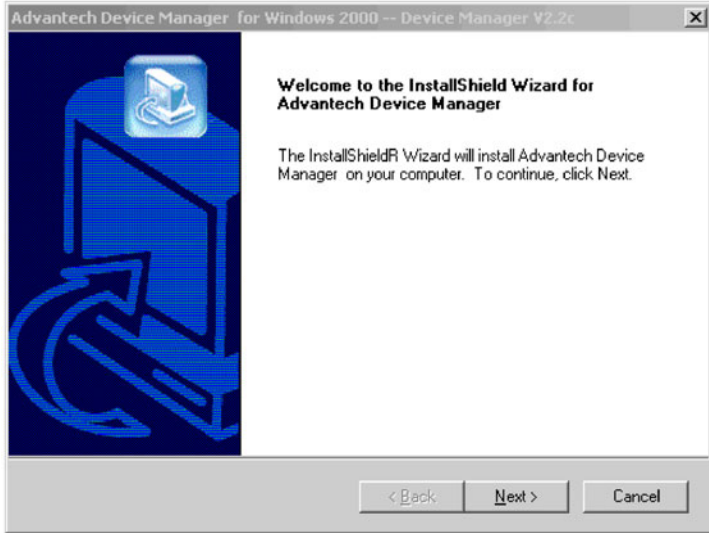 Advantech Device Manager for Windows 2000 -- Device Manager V2.2c
Welcome to the InstallShield Wizard for
Advantech Device Manager
The InstallShieldR Wizard will install Advantech Device
Manager on your computer. To continue, click Next.
< Back
Next >
Cancel